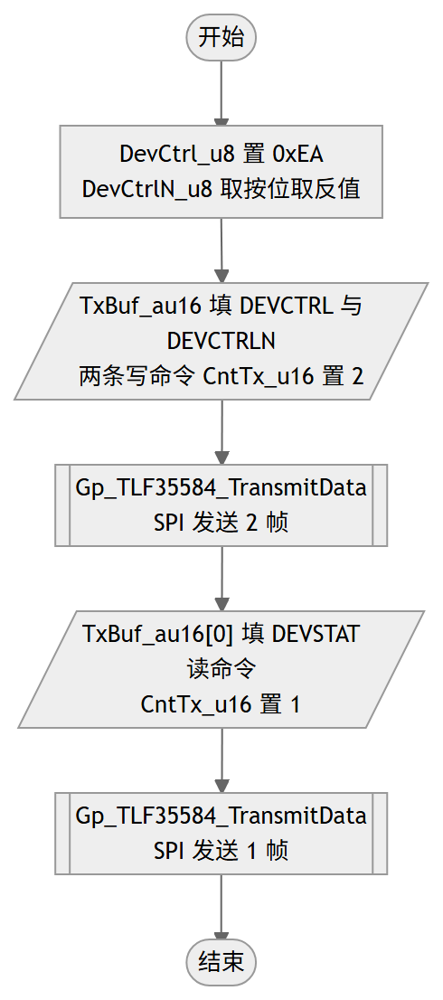 开始
DevCtrl_u8 置 0xEA
DevCtrlN_u8 取按位取反值
TxBuf_au16 填 DEVCTRL 与
DEVCTRLN
两条写命令 CntTx_u16 置 2
Gp_TLF35584_TransmitData
SPI 发送 2 帧
TxBuf_au16[0] 填 DEVSTAT
读命令
CntTx_u16 置 1
Gp_TLF35584_TransmitData
SPI 发送 1 帧
结束